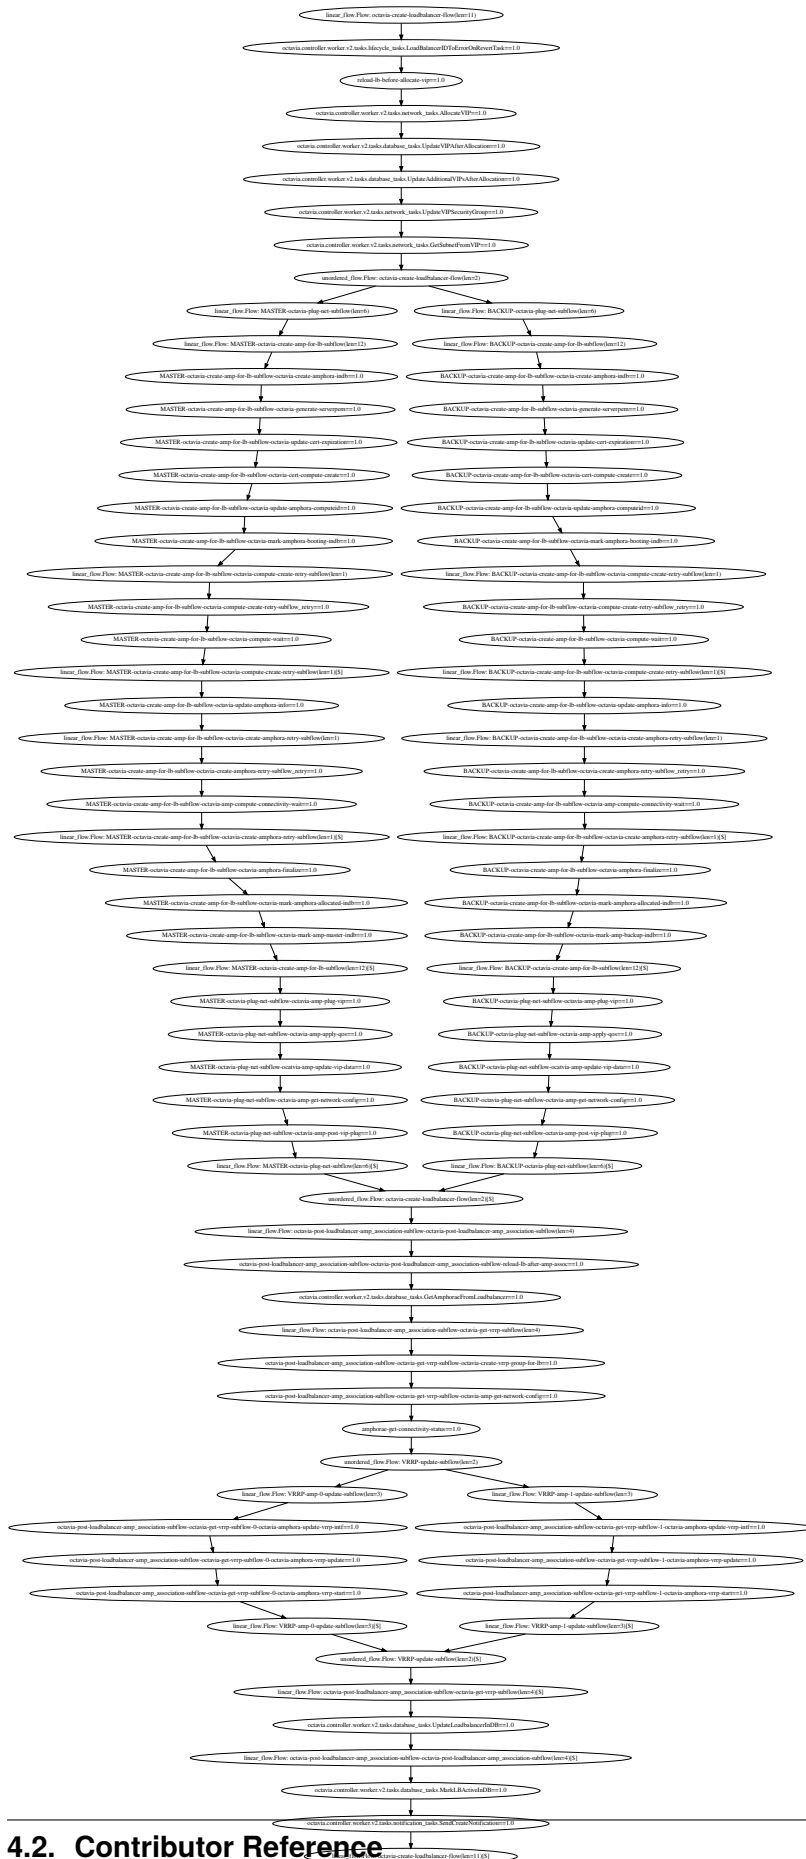 linear_flow.Flow: octavia-create-loadbalancer-flow(len=11)
octavia.controller.worker.v2.tasks.lifecycle_tasks.LoadBalancerIDToErrorOnRevertTask==1.0
reload-lb-before-allocate-vip==1.0
octavia.controller.worker.v2.tasks.network_tasks.AllocateVIP==1.0
octavia.controller.worker.v2.tasks.database_tasks.UpdateVIPAfterAllocation==1.0
octavia.controller.worker.v2.tasks.database_tasks.UpdateAdditionalVIPsAfterAllocation==1.0
octavia.controller.worker.v2.tasks.network_tasks.UpdateVIPSecurityGroup==1.0
octavia.controller.worker.v2.tasks.network_tasks.GetSubnetFromVIP==1.0
unordered_flow.Flow: octavia-create-loadbalancer-flow(len=2)
linear_flow.Flow: MASTER-octavia-plug-net-subflow(len=6)
linear_flow.Flow: BACKUP-octavia-plug-net-subflow(len=6)
linear_flow.Flow: MASTER-octavia-create-amp-for-lb-subflow(len=12)
linear_flow.Flow: BACKUP-octavia-create-amp-for-lb-subflow(len=12)
MASTER-octavia-create-amp-for-lb-subflow-octavia-create-amphora-indb==1.0
BACKUP-octavia-create-amp-for-lb-subflow-octavia-create-amphora-indb==1.0
MASTER-octavia-create-amp-for-lb-subflow-octavia-generate-serverpem==1.0
BACKUP-octavia-create-amp-for-lb-subflow-octavia-generate-serverpem==1.0
MASTER-octavia-create-amp-for-lb-subflow-octavia-update-cert-expiration==1.0
BACKUP-octavia-create-amp-for-lb-subflow-octavia-update-cert-expiration==1.0
MASTER-octavia-create-amp-for-lb-subflow-octavia-cert-compute-create==1.0
BACKUP-octavia-create-amp-for-lb-subflow-octavia-cert-compute-create==1.0
MASTER-octavia-create-amp-for-lb-subflow-octavia-update-amphora-computeid==1.0
BACKUP-octavia-create-amp-for-lb-subflow-octavia-update-amphora-computeid==1.0
MASTER-octavia-create-amp-for-lb-subflow-octavia-mark-amphora-booting-indb==1.0
BACKUP-octavia-create-amp-for-lb-subflow-octavia-mark-amphora-booting-indb==1.0
linear_flow.Flow: MASTER-octavia-create-amp-for-lb-subflow-octavia-compute-create-retry-subflow(len=1)
linear_flow.Flow: BACKUP-octavia-create-amp-for-lb-subflow-octavia-compute-create-retry-subflow(len=1)
MASTER-octavia-create-amp-for-lb-subflow-octavia-compute-create-retry-subflow_retry==1.0
BACKUP-octavia-create-amp-for-lb-subflow-octavia-compute-create-retry-subflow_retry==1.0
MASTER-octavia-create-amp-for-lb-subflow-octavia-compute-wait==1.0
BACKUP-octavia-create-amp-for-lb-subflow-octavia-compute-wait==1.0
linear_flow.Flow: MASTER-octavia-create-amp-for-lb-subflow-octavia-compute-create-retry-subflow(len=1)[$]
linear_flow.Flow: BACKUP-octavia-create-amp-for-lb-subflow-octavia-compute-create-retry-subflow(len=1)[$]
MASTER-octavia-create-amp-for-lb-subflow-octavia-update-amphora-info==1.0
BACKUP-octavia-create-amp-for-lb-subflow-octavia-update-amphora-info==1.0
linear_flow.Flow: MASTER-octavia-create-amp-for-lb-subflow-octavia-create-amphora-retry-subflow(len=1)
linear_flow.Flow: BACKUP-octavia-create-amp-for-lb-subflow-octavia-create-amphora-retry-subflow(len=1)
MASTER-octavia-create-amp-for-lb-subflow-octavia-create-amphora-retry-subflow_retry==1.0
BACKUP-octavia-create-amp-for-lb-subflow-octavia-create-amphora-retry-subflow_retry==1.0
MASTER-octavia-create-amp-for-lb-subflow-octavia-amp-compute-connectivity-wait==1.0
BACKUP-octavia-create-amp-for-lb-subflow-octavia-amp-compute-connectivity-wait==1.0
linear_flow.Flow: MASTER-octavia-create-amp-for-lb-subflow-octavia-create-amphora-retry-subflow(len=1)[$]
linear_flow.Flow: BACKUP-octavia-create-amp-for-lb-subflow-octavia-create-amphora-retry-subflow(len=1)[$]
MASTER-octavia-create-amp-for-lb-subflow-octavia-amphora-finalize==1.0
BACKUP-octavia-create-amp-for-lb-subflow-octavia-amphora-finalize==1.0
MASTER-octavia-create-amp-for-lb-subflow-octavia-mark-amphora-allocated-indb==1.0
BACKUP-octavia-create-amp-for-lb-subflow-octavia-mark-amphora-allocated-indb==1.0
MASTER-octavia-create-amp-for-lb-subflow-octavia-mark-amp-master-indb==1.0
BACKUP-octavia-create-amp-for-lb-subflow-octavia-mark-amp-backup-indb==1.0
linear_flow.Flow: MASTER-octavia-create-amp-for-lb-subflow(len=12)[$]
linear_flow.Flow: BACKUP-octavia-create-amp-for-lb-subflow(len=12)[$]
MASTER-octavia-plug-net-subflow-octavia-amp-plug-vip==1.0
BACKUP-octavia-plug-net-subflow-octavia-amp-plug-vip==1.0
MASTER-octavia-plug-net-subflow-octavia-amp-apply-qos==1.0
BACKUP-octavia-plug-net-subflow-octavia-amp-apply-qos==1.0
MASTER-octavia-plug-net-subflow-ocatvia-amp-update-vip-data==1.0
BACKUP-octavia-plug-net-subflow-ocatvia-amp-update-vip-data==1.0
MASTER-octavia-plug-net-subflow-octavia-amp-get-network-config==1.0
BACKUP-octavia-plug-net-subflow-octavia-amp-get-network-config==1.0
MASTER-octavia-plug-net-subflow-octavia-amp-post-vip-plug==1.0
BACKUP-octavia-plug-net-subflow-octavia-amp-post-vip-plug==1.0
linear_flow.Flow: MASTER-octavia-plug-net-subflow(len=6)[$]
linear_flow.Flow: BACKUP-octavia-plug-net-subflow(len=6)[$]
unordered_flow.Flow: octavia-create-loadbalancer-flow(len=2)[$]
linear_flow.Flow: octavia-post-loadbalancer-amp_association-subflow-octavia-post-loadbalancer-amp_association-subflow(len=4)
octavia-post-loadbalancer-amp_association-subflow-octavia-post-loadbalancer-amp_association-subflow-reload-lb-after-amp-assoc==1.0
octavia.controller.worker.v2.tasks.database_tasks.GetAmphoraeFromLoadbalancer==1.0
linear_flow.Flow: octavia-post-loadbalancer-amp_association-subflow-octavia-get-vrrp-subflow(len=4)
octavia-post-loadbalancer-amp_association-subflow-octavia-get-vrrp-subflow-octavia-create-vrrp-group-for-lb==1.0
octavia-post-loadbalancer-amp_association-subflow-octavia-get-vrrp-subflow-octavia-amp-get-network-config==1.0
amphorae-get-connectivity-status==1.0
unordered_flow.Flow: VRRP-update-subflow(len=2)
linear_flow.Flow: VRRP-amp-0-update-subflow(len=3)
linear_flow.Flow: VRRP-amp-1-update-subflow(len=3)
octavia-post-loadbalancer-amp_association-subflow-octavia-get-vrrp-subflow-0-octavia-amphora-update-vrrp-intf==1.0
octavia-post-loadbalancer-amp_association-subflow-octavia-get-vrrp-subflow-1-octavia-amphora-update-vrrp-intf==1.0
octavia-post-loadbalancer-amp_association-subflow-octavia-get-vrrp-subflow-0-octavia-amphora-vrrp-update==1.0
octavia-post-loadbalancer-amp_association-subflow-octavia-get-vrrp-subflow-1-octavia-amphora-vrrp-update==1.0
octavia-post-loadbalancer-amp_association-subflow-octavia-get-vrrp-subflow-0-octavia-amphora-vrrp-start==1.0
octavia-post-loadbalancer-amp_association-subflow-octavia-get-vrrp-subflow-1-octavia-amphora-vrrp-start==1.0
linear_flow.Flow: VRRP-amp-0-update-subflow(len=3)[$]
linear_flow.Flow: VRRP-amp-1-update-subflow(len=3)[$]
unordered_flow.Flow: VRRP-update-subflow(len=2)[$]
linear_flow.Flow: octavia-post-loadbalancer-amp_association-subflow-octavia-get-vrrp-subflow(len=4)[$]
octavia.controller.worker.v2.tasks.database_tasks.UpdateLoadbalancerInDB==1.0
linear_flow.Flow: octavia-post-loadbalancer-amp_association-subflow-octavia-post-loadbalancer-amp_association-subflow(len=4)[$]
octavia.controller.worker.v2.tasks.database_tasks.MarkLBActiveInDB==1.0
octavia.controller.worker.v2.tasks.notification_tasks.SendCreateNotification==1.0
4.2. Contributor Reference
linear_flow.Flow: octavia-create-loadbalancer-flow(len=11)[$]